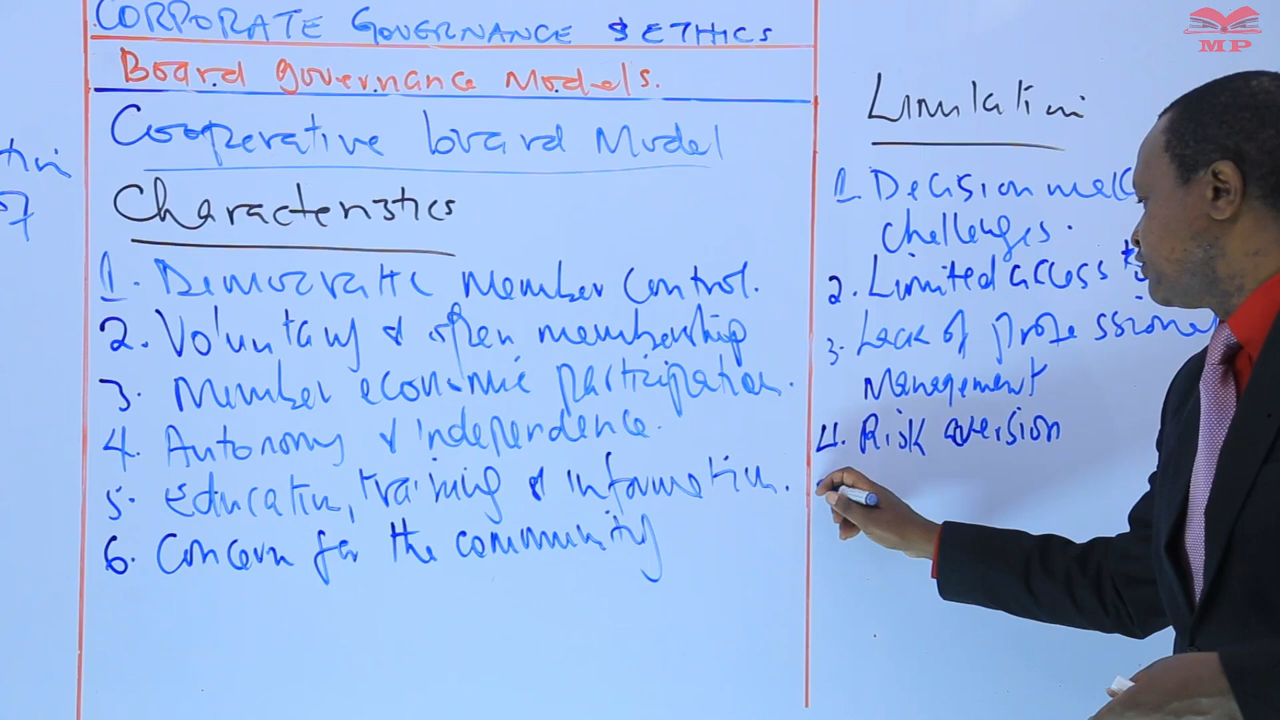 CORPORATE GOVERNANCE & ETHICS
Board governance Models.
Cooperative board Model
Characteristics
1. Democratic member control.
2. Voluntary & open membership
3. Member economic participation.
4. Autonomy & independence.
5. Education, training & information.
6. Concern for the community
Limitation
1. Decision
challenges.
2. Limited access
3. Lack of professional
Management
4. Risk aversion
MP